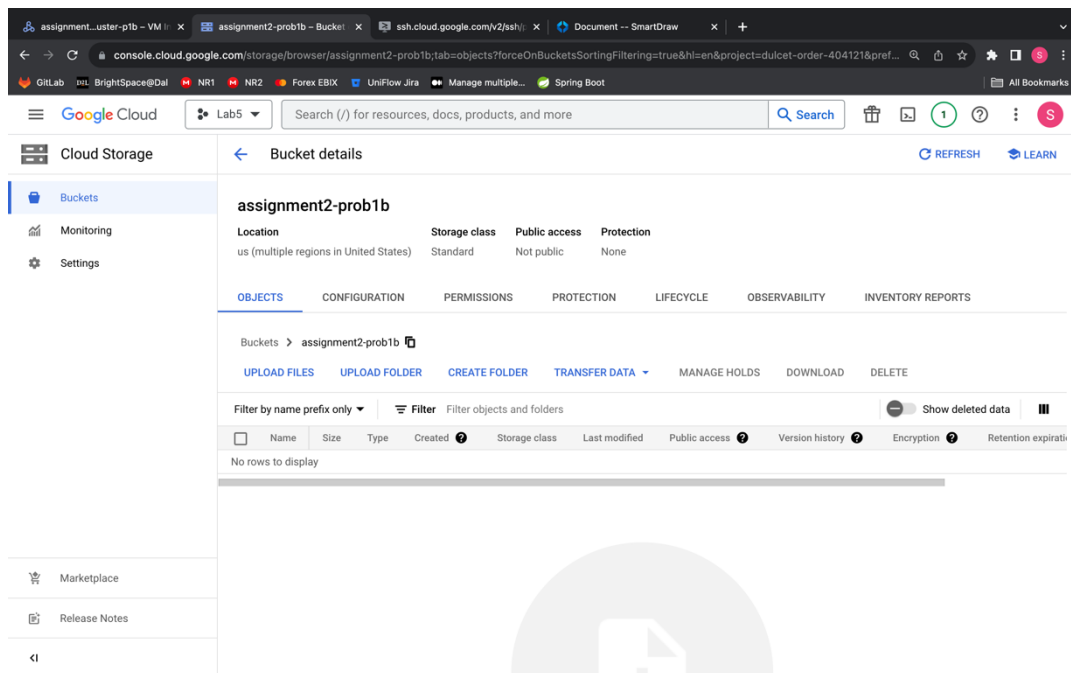 assignment...uster-p1b – VM In
assignment2-prob1b – Bucket
ssh.cloud.google.com/v2/ssh/p
Document -- SmartDraw
console.cloud.google.com/storage/browser/assignment2-prob1b;tab=objects?forceOnBucketsSortingFiltering=true&hl=en&project=dulcet-order-404121&pref...
GitLab BrightSpace@Dal NR1 NR2 Forex EBIX UniFlow Jira Manage multiple... Spring Boot All Bookmarks
Google Cloud Lab5 Search (/) for resources, docs, products, and more Search 1 S
Cloud Storage
Bucket details REFRESH LEARN
Buckets
Monitoring
Settings
Marketplace
Release Notes
assignment2-prob1b
Location Storage class Public access Protection
us (multiple regions in United States) Standard Not public None
OBJECTS CONFIGURATION PERMISSIONS PROTECTION LIFECYCLE OBSERVABILITY INVENTORY REPORTS
Buckets > assignment2-prob1b
UPLOAD FILES UPLOAD FOLDER CREATE FOLDER TRANSFER DATA MANAGE HOLDS DOWNLOAD DELETE
Filter by name prefix only Filter Filter objects and folders Show deleted data
Name Size Type Created Storage class Last modified Public access Version history Encryption Retention expirati
No rows to display